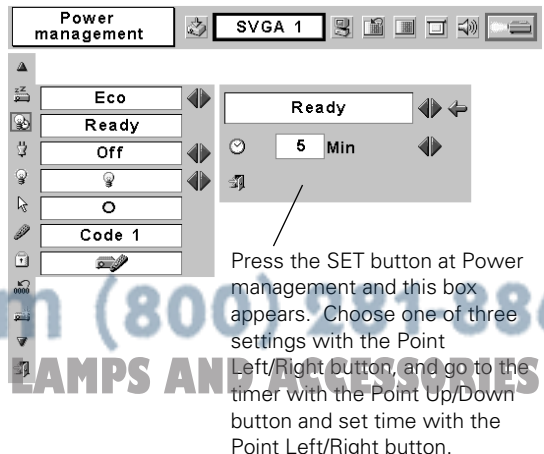 Power
management
SVGA 1
Eco
Ready
Off
Code 1
Ready
5 Min
Press the SET button at Power
management and this box
appears. Choose one of three
settings with the Point
Left/Right button, and go to the
timer with the Point Up/Down
button and set time with the
Point Left/Right button.
m (800) 281-886
LAMPS AND ACCESSORIES